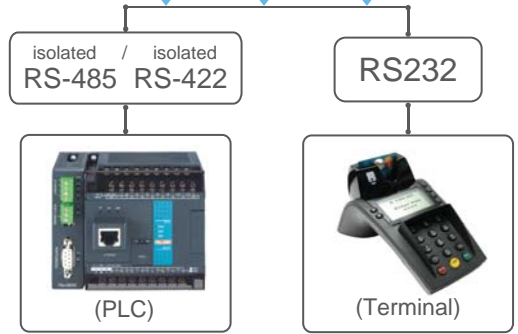 isolated / isolated
RS-485 RS-422
RS232
(PLC)
(Terminal)